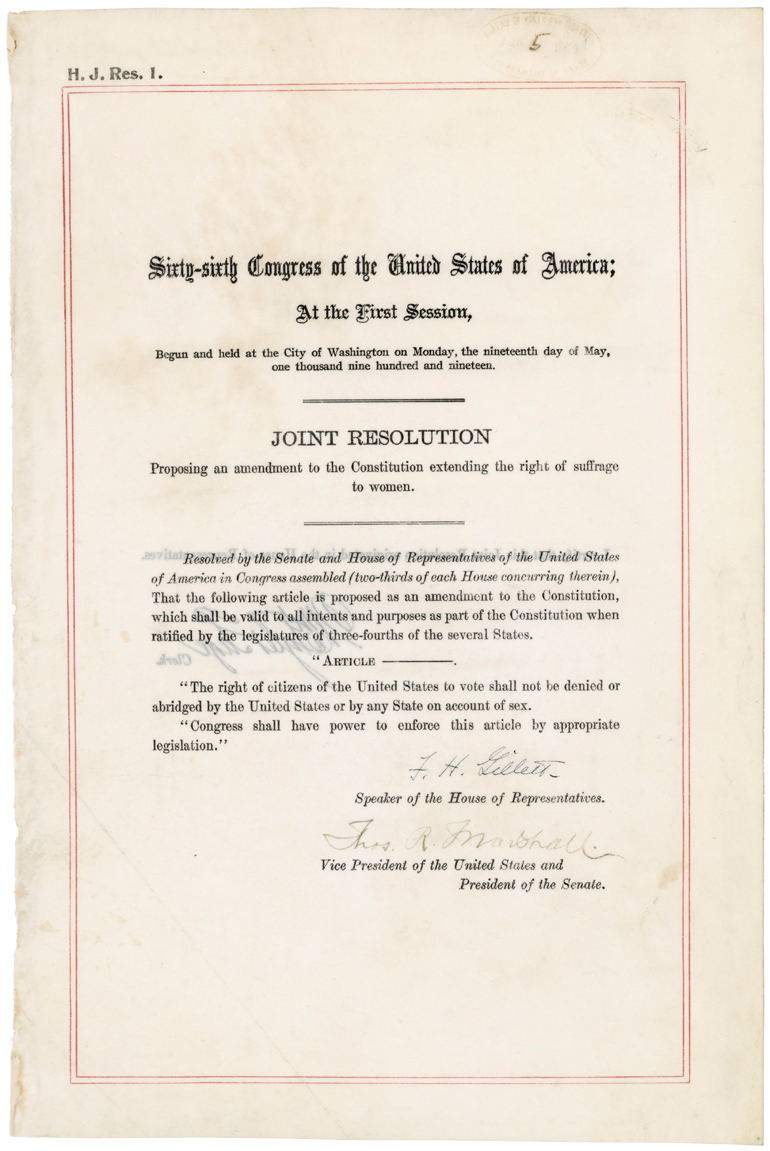 5
H. J. Res. 1.
Sixty-sixth Congress of the United States of America;
At the First Session,
Begun and held at the City of Washington on Monday, the nineteenth day of May,
one thousand nine hundred and nineteen.
JOINT RESOLUTION
Proposing an amendment to the Constitution extending the right of suffrage
to women.
Resolved by the Senate and House of Representatives of the United States
of America in Congress assembled (two-thirds of each House concurring therein),
That the following article is proposed as an amendment to the Constitution,
which shall be valid to all intents and purposes as part of the Constitution when
ratified by the legislatures of three-fourths of the several States.
"ARTICLE ————.
"The right of citizens of the United States to vote shall not be denied or
abridged by the United States or by any State on account of sex.
"Congress shall have power to enforce this article by appropriate
legislation."
F. H. Gillett
Speaker of the House of Representatives.
Thos. R. Marshall.
Vice President of the United States and
President of the Senate.